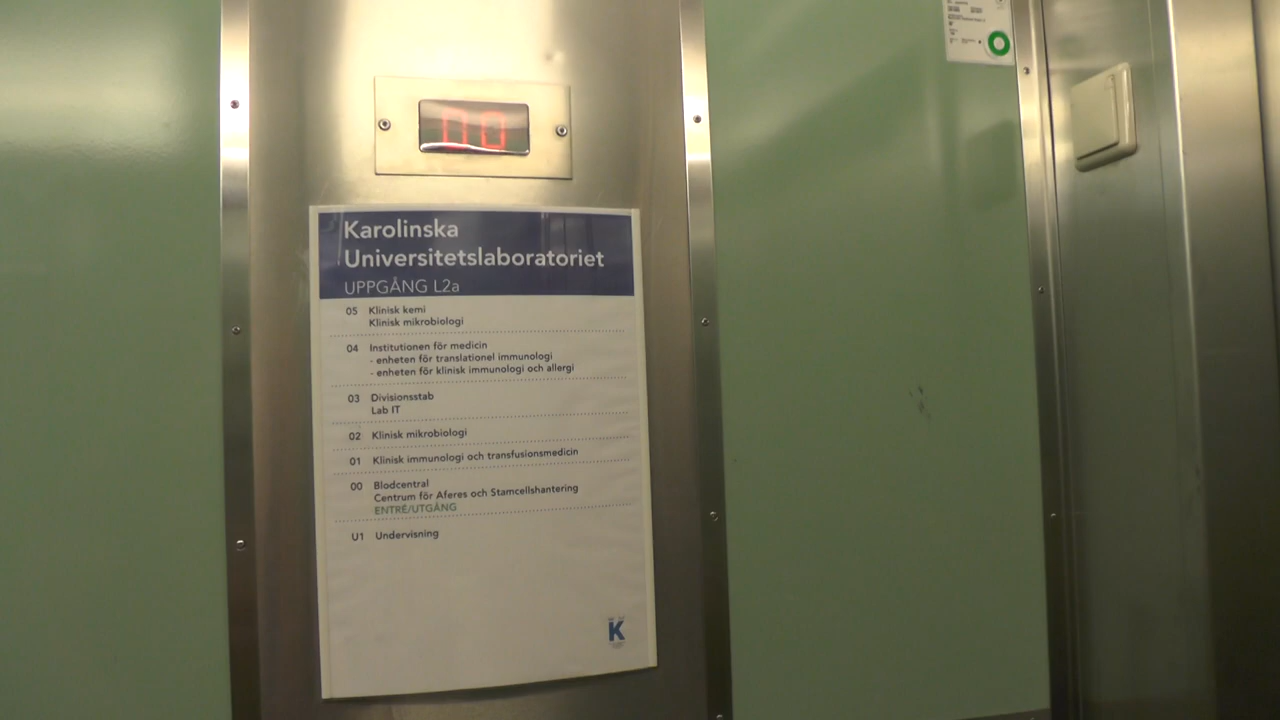 00
Karolinska
Universitetslaboratoriet
UPPGÅNG L2a
05 Klinisk kemi
Klinisk mikrobiologi
04 Institutionen för medicin
- enheten för translationel immunologi
- enheten för klinisk immunologi och allergi
03 Divisionsstab
Lab IT
02 Klinisk mikrobiologi
01 Klinisk immunologi och transfusionsmedicin
00 Blodcentral
Centrum för Aferes och Stamcellshantering
ENTRÉ/UTGÅNG
U1 Undervisning
K